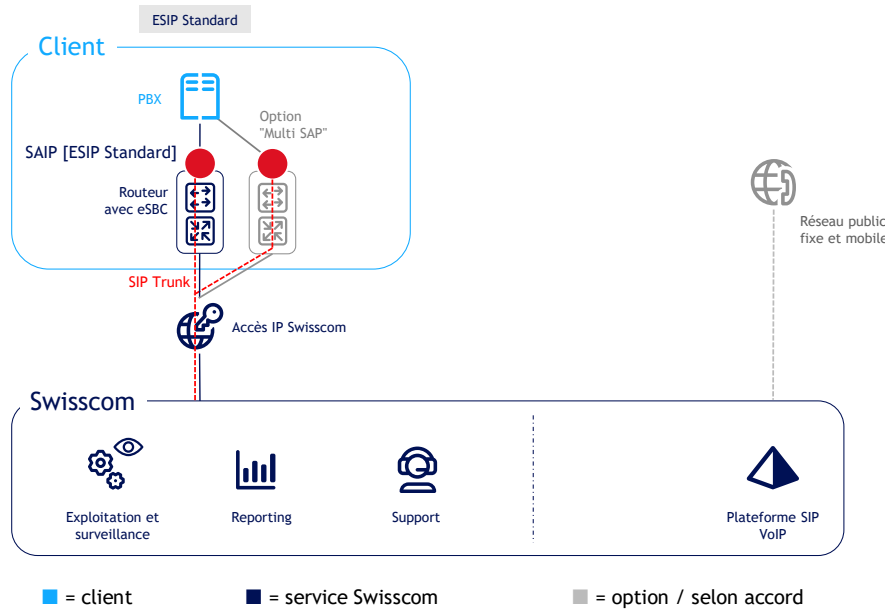 ESIP Standard
Client
PBX
Option
"Multi SAP"
SAIP [ESIP Standard]
Routeur
avec eSBC
Réseau public
fixe et mobile
SIP Trunk
Accès IP Swisscom
Swisscom
Exploitation et
surveillance
Reporting
Support
Plateforme SIP
VoIP
= client
= service Swisscom
= option / selon accord